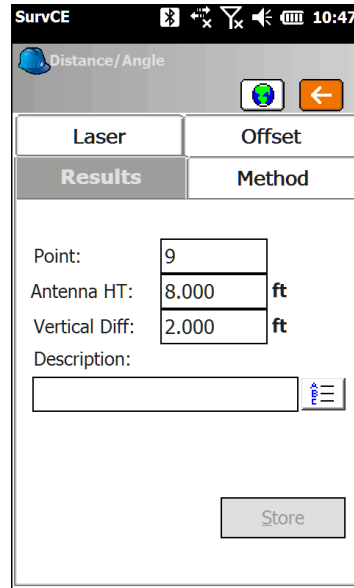 SurvCE 10:47
Distance/Angle
Laser Offset
Results Method
Point: 9
Antenna HT: 8.000 ft
Vertical Diff: 2.000 ft
Description:
Store